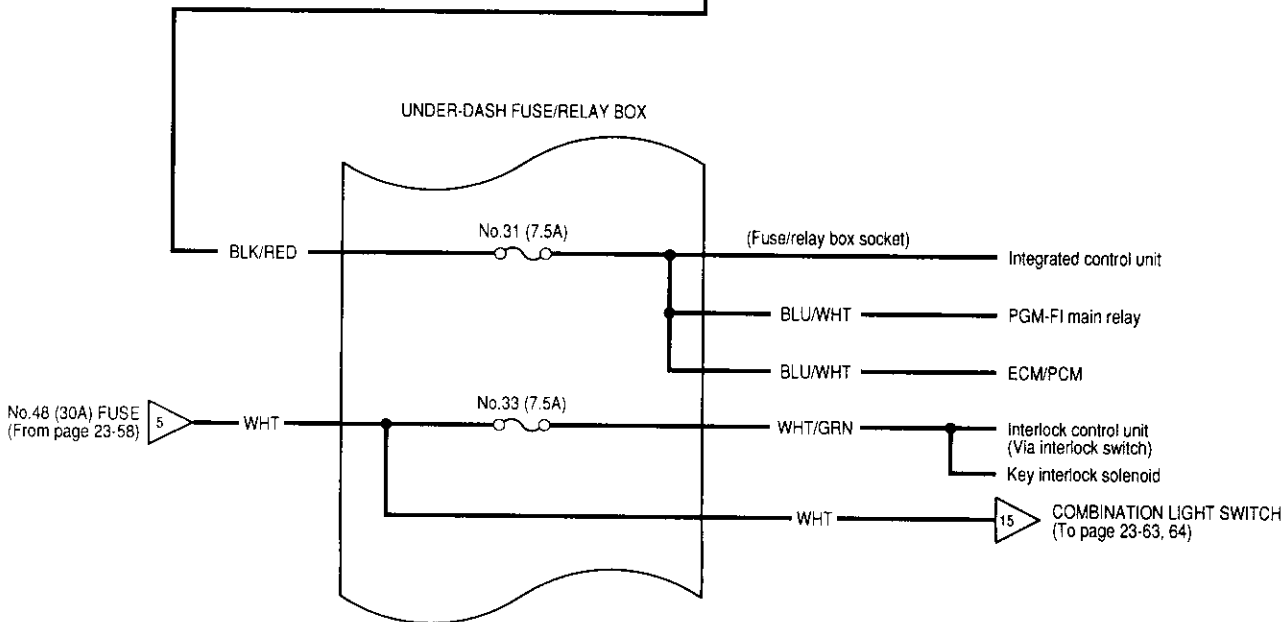 UNDER-DASH FUSE/RELAY BOX
No.31 (7.5A)
(Fuse/relay box socket)
BLK/RED
Integrated control unit
BLU/WHT
PGM-FI main relay
BLU/WHT
ECM/PCM
No.48 (30A) FUSE
(From page 23-58)
5
WHT
No.33 (7.5A)
WHT/GRN
Interlock control unit
(Via interlock switch)
Key interlock solenoid
WHT
15
COMBINATION LIGHT SWITCH
(To page 23-63, 64)